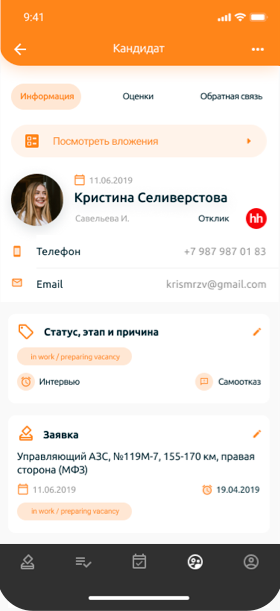 9:41
Кандидат
Информация
Оценки
Обратная связь
Посмотреть вложения
11.06.2019
Кристина Селиверстова
Савельева И.
Отклик
hh
Телефон
+7 987 987 01 83
Email
krismrzv@gmail.com
Статус, этап и причина
in work / preparing vacancy
Интервью
Самоотказ
Заявка
Управляющий АЗС, №119М-7, 155-170 км, правая
сторона (МФЗ)
11.06.2019
19.04.2019
in work / preparing vacancy